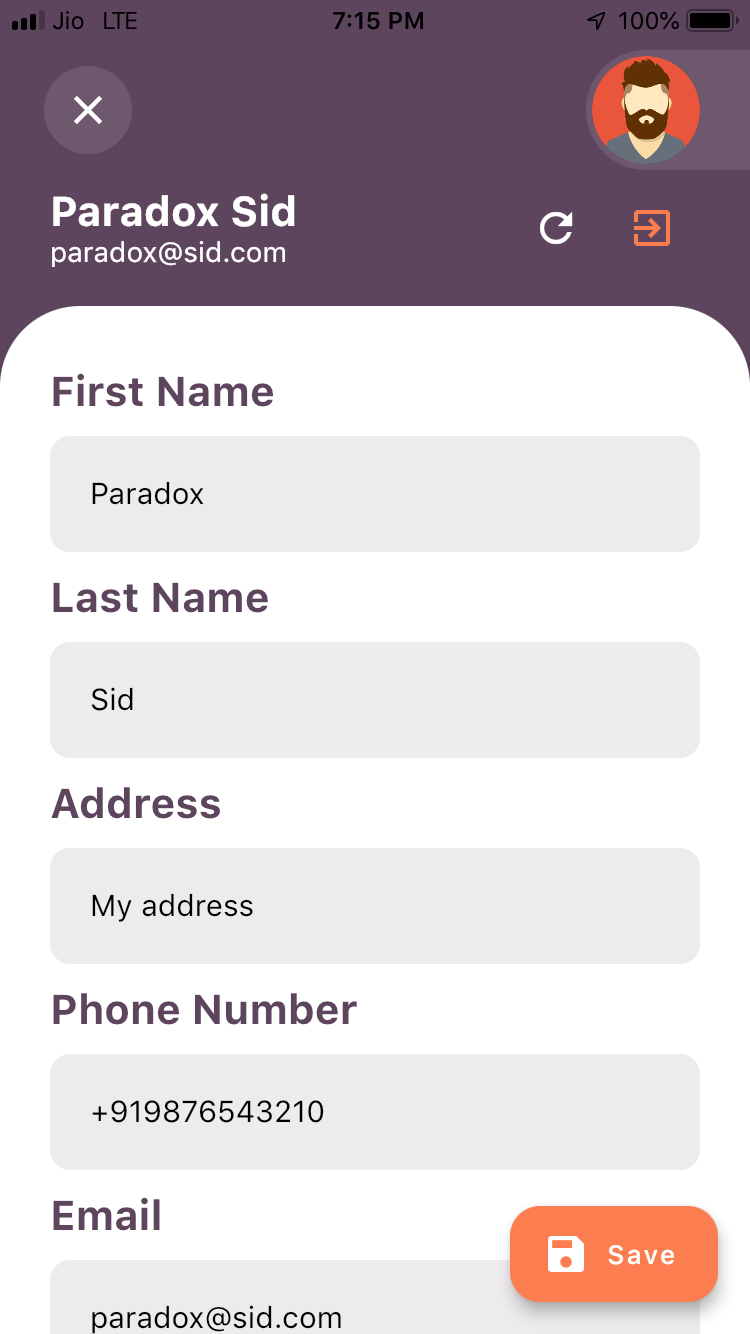 Jio LTE 7:15 PM 100%
Paradox Sid
paradox@sid.com
First Name
Paradox
Last Name
Sid
Address
My address
Phone Number
+919876543210
Email
Save
paradox@sid.com